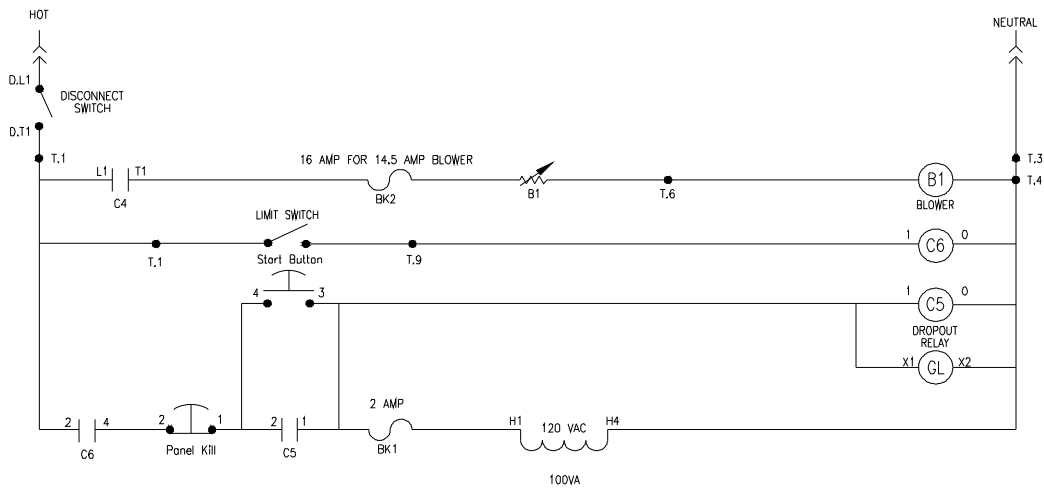 HOT
NEUTRAL
D.L1
DISCONNECT
SWITCH
D.T1
T.1
16 AMP FOR 14.5 AMP BLOWER
T.3
L1 T1
B1
T.4
C4
BK2
B1
T.6
BLOWER
LIMIT SWITCH
1 C6 0
T.1
Start Button
T.9
4 3
1 C5 0
DROPOUT
RELAY
X1 GL X2
2 AMP
2 4
2 1
2 1
H1 120 VAC H4
C6
Panel Kill
C5
BK1
100VA